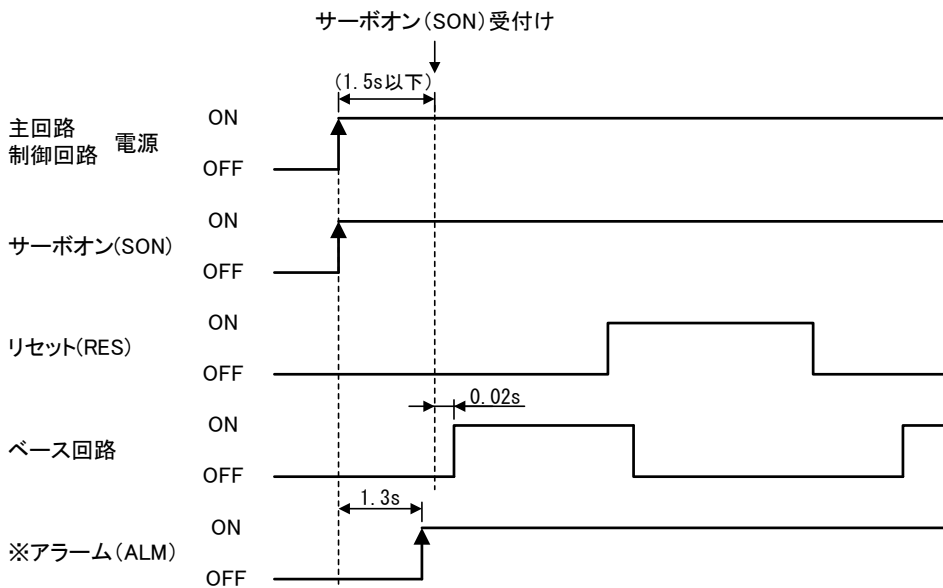 サーボオン(SON)受付け
(1.5s以下)
主回路
制御回路
電源
ON
OFF
サーボオン(SON)
ON
OFF
リセット(RES)
ON
OFF
0.02s
ベース回路
ON
OFF
1.3s
※アラーム(ALM)
ON
OFF